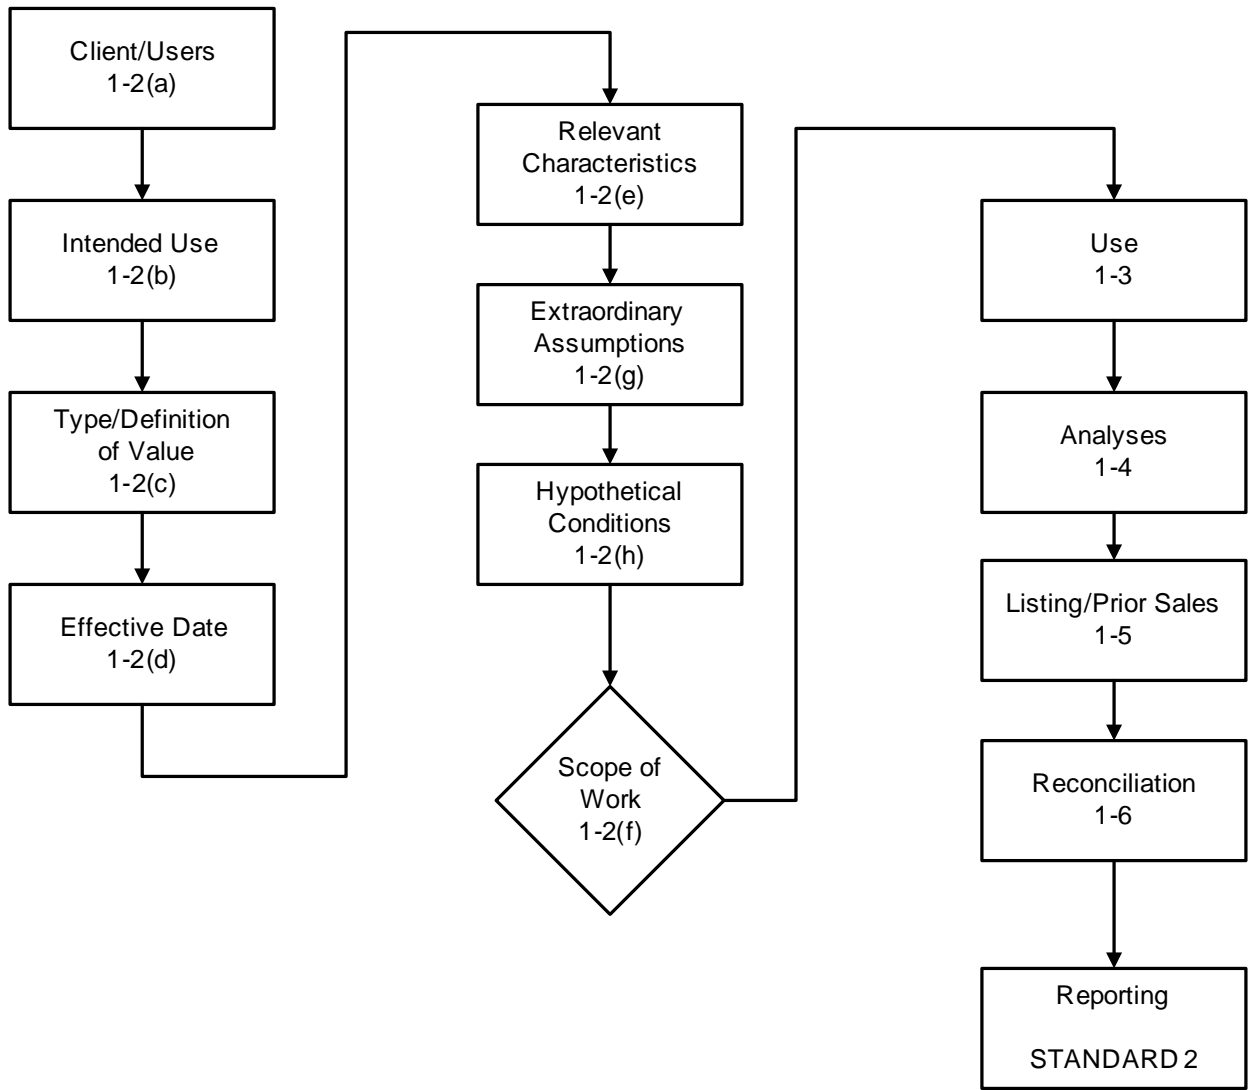 Client/Users
1-2(a)
Intended Use
1-2(b)
Type/Definition
of Value
1-2(c)
Effective Date
1-2(d)
Relevant
Characteristics
1-2(e)
Extraordinary
Assumptions
1-2(g)
Hypothetical
Conditions
1-2(h)
Scope of
Work
1-2(f)
Use
1-3
Analyses
1-4
Listing/Prior Sales
1-5
Reconciliation
1-6
Reporting
STANDARD 2